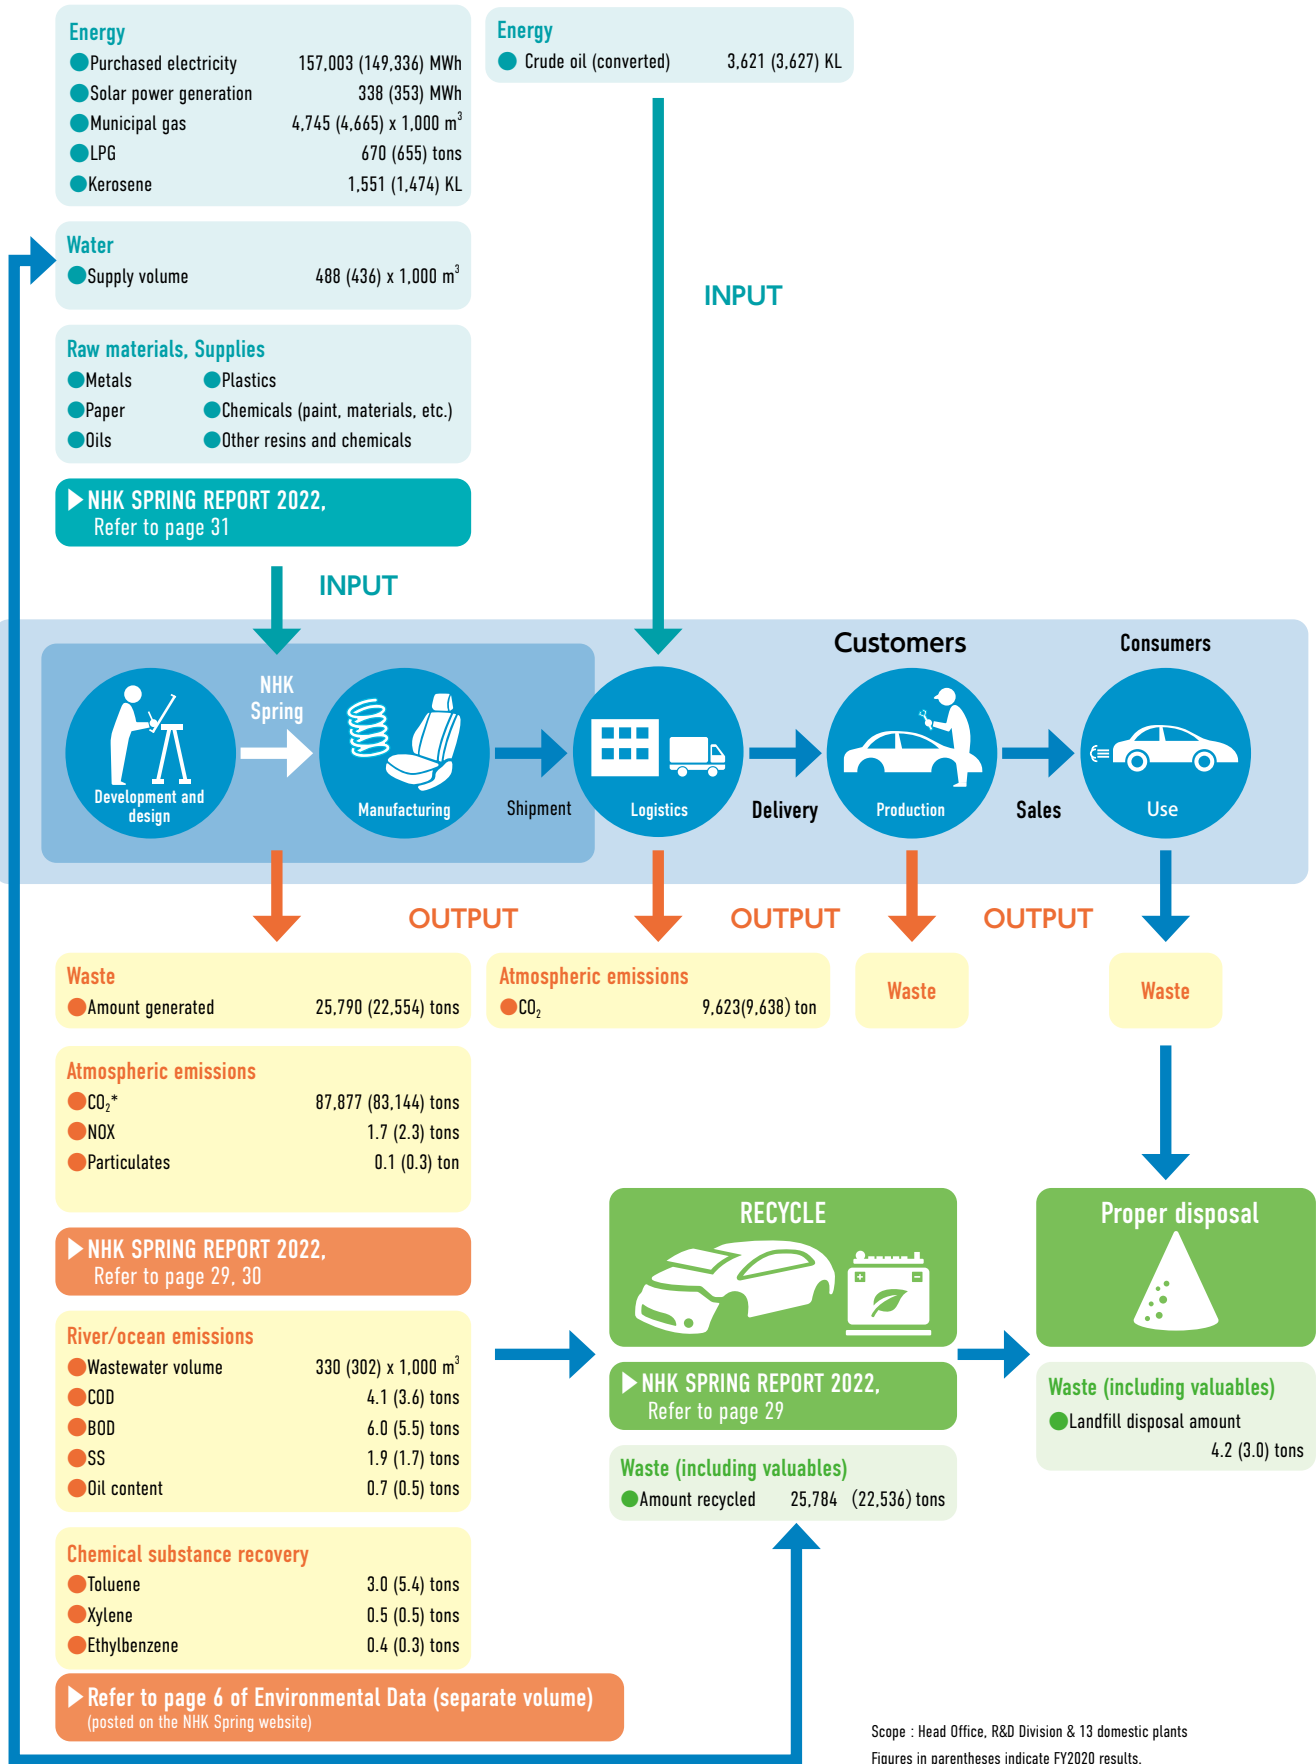 Energy
Purchased electricity 157,003 (149,336) MWh
Solar power generation 338 (353) MWh
Municipal gas 4,745 (4,665) x 1,000 m³
LPG 670 (655) tons
Kerosene 1,551 (1,474) KL
Energy
Crude oil (converted) 3,621 (3,627) KL
Water
Supply volume 488 (436) x 1,000 m³
INPUT
Raw materials, Supplies
Metals Plastics
Paper Chemicals (paint, materials, etc.)
Oils Other resins and chemicals
NHK SPRING REPORT 2022,
Refer to page 31
INPUT
Customers
Consumers
NHK
Spring
Development and
design
Manufacturing
Shipment
Logistics
Delivery
Production
Sales
Use
OUTPUT
OUTPUT
OUTPUT
Waste
Amount generated 25,790 (22,554) tons
Atmospheric emissions
CO₂ 9,623(9,638) ton
Waste
Waste
Atmospheric emissions
CO₂* 87,877 (83,144) tons
NOX 1.7 (2.3) tons
Particulates 0.1 (0.3) ton
NHK SPRING REPORT 2022,
Refer to page 29, 30
River/ocean emissions
Wastewater volume 330 (302) x 1,000 m³
COD 4.1 (3.6) tons
BOD 6.0 (5.5) tons
SS 1.9 (1.7) tons
Oil content 0.7 (0.5) tons
Chemical substance recovery
Toluene 3.0 (5.4) tons
Xylene 0.5 (0.5) tons
Ethylbenzene 0.4 (0.3) tons
Refer to page 6 of Environmental Data (separate volume)
(posted on the NHK Spring website)
RECYCLE
NHK SPRING REPORT 2022,
Refer to page 29
Waste (including valuables)
Amount recycled 25,784 (22,536) tons
Proper disposal
Waste (including valuables)
Landfill disposal amount
4.2 (3.0) tons
Scope : Head Office, R&D Division & 13 domestic plants
Figures in parentheses indicate FY2020 results.